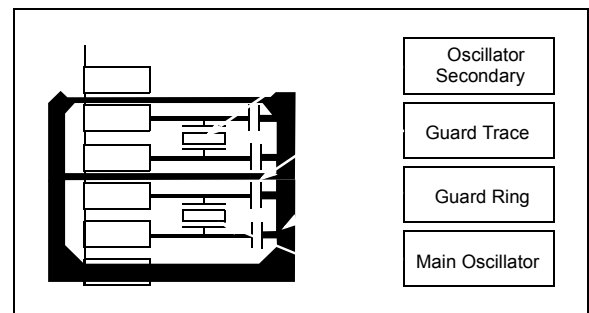 Oscillator
Secondary
Guard Trace
Guard Ring
Main Oscillator